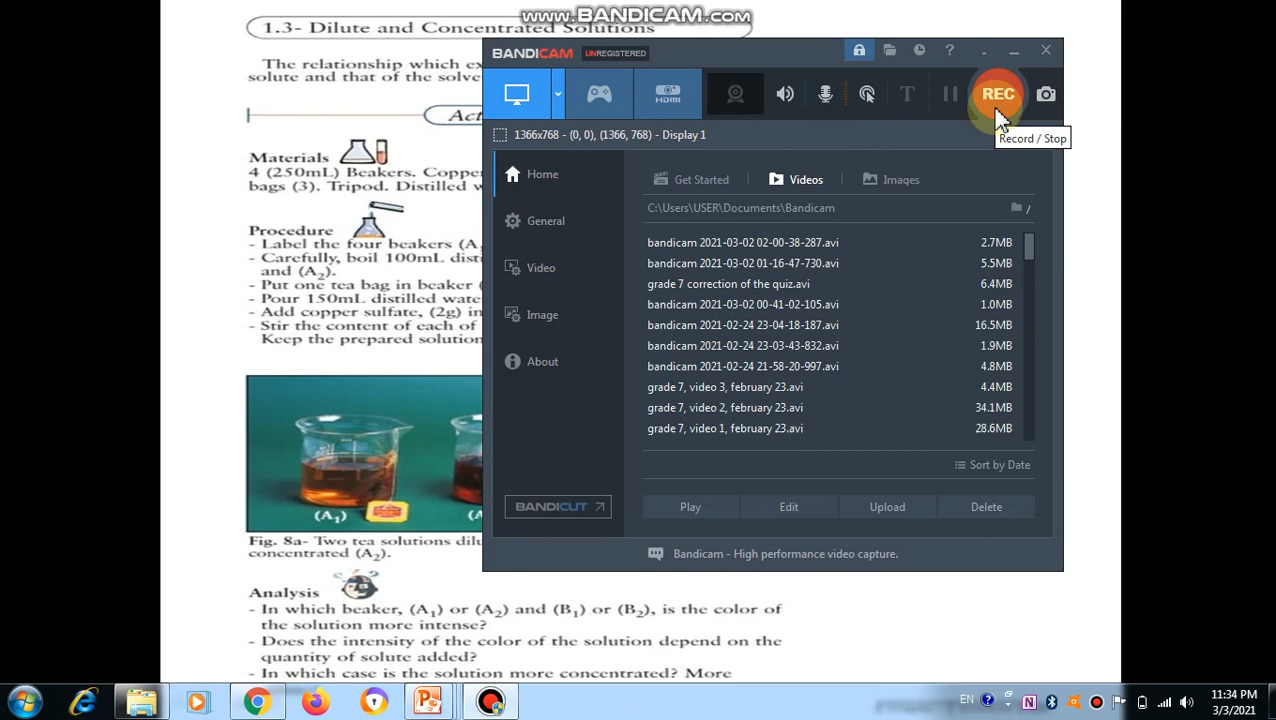 www.BANDICAM.com
1.3- Dilute and Concentrated Solutions
The relationship which ex
solute and that of the solve
Act
Materials
4 (250mL) Beakers. Coppe
bags (3). Tripod. Distilled w
Procedure
- Label the four beakers (A
- Carefully, boil 100mL dist
and (A₂).
- Put one tea bag in beaker (
- Pour 150mL distilled wate
- Add copper sulfate, (2g) in
- Stir the content of each of
Keep the prepared solution
(A₁)
(A
Fig. 8a- Two tea solutions dilu
concentrated (A₂).
Analysis
- In which beaker, (A₁) or (A₂) and (B₁) or (B₂), is the color of
the solution more intense?
- Does the intensity of the color of the solution depend on the
quantity of solute added?
- In which case is the solution more concentrated? More
BANDICAM UNREGISTERED
?
HDMI
T
REC
1366x768 - (0, 0), (1366, 768) - Display 1
Record / Stop
Home
General
Video
Image
About
BANDICUT
Get Started
Videos
Images
C:\Users\USER\Documents\Bandicam
/
bandicam 2021-03-02 02-00-38-287.avi 2.7MB
bandicam 2021-03-02 01-16-47-730.avi 5.5MB
grade 7 correction of the quiz.avi 6.4MB
bandicam 2021-03-02 00-41-02-105.avi 1.0MB
bandicam 2021-02-24 23-04-18-187.avi 16.5MB
bandicam 2021-02-24 23-03-43-832.avi 1.9MB
bandicam 2021-02-24 21-58-20-997.avi 4.8MB
grade 7, video 3, february 23.avi 4.4MB
grade 7, video 2, february 23.avi 34.1MB
grade 7, video 1, february 23.avi 28.6MB
Sort by Date
Play Edit Upload Delete
Bandicam - High performance video capture.
EN
11:34 PM
3/3/2021